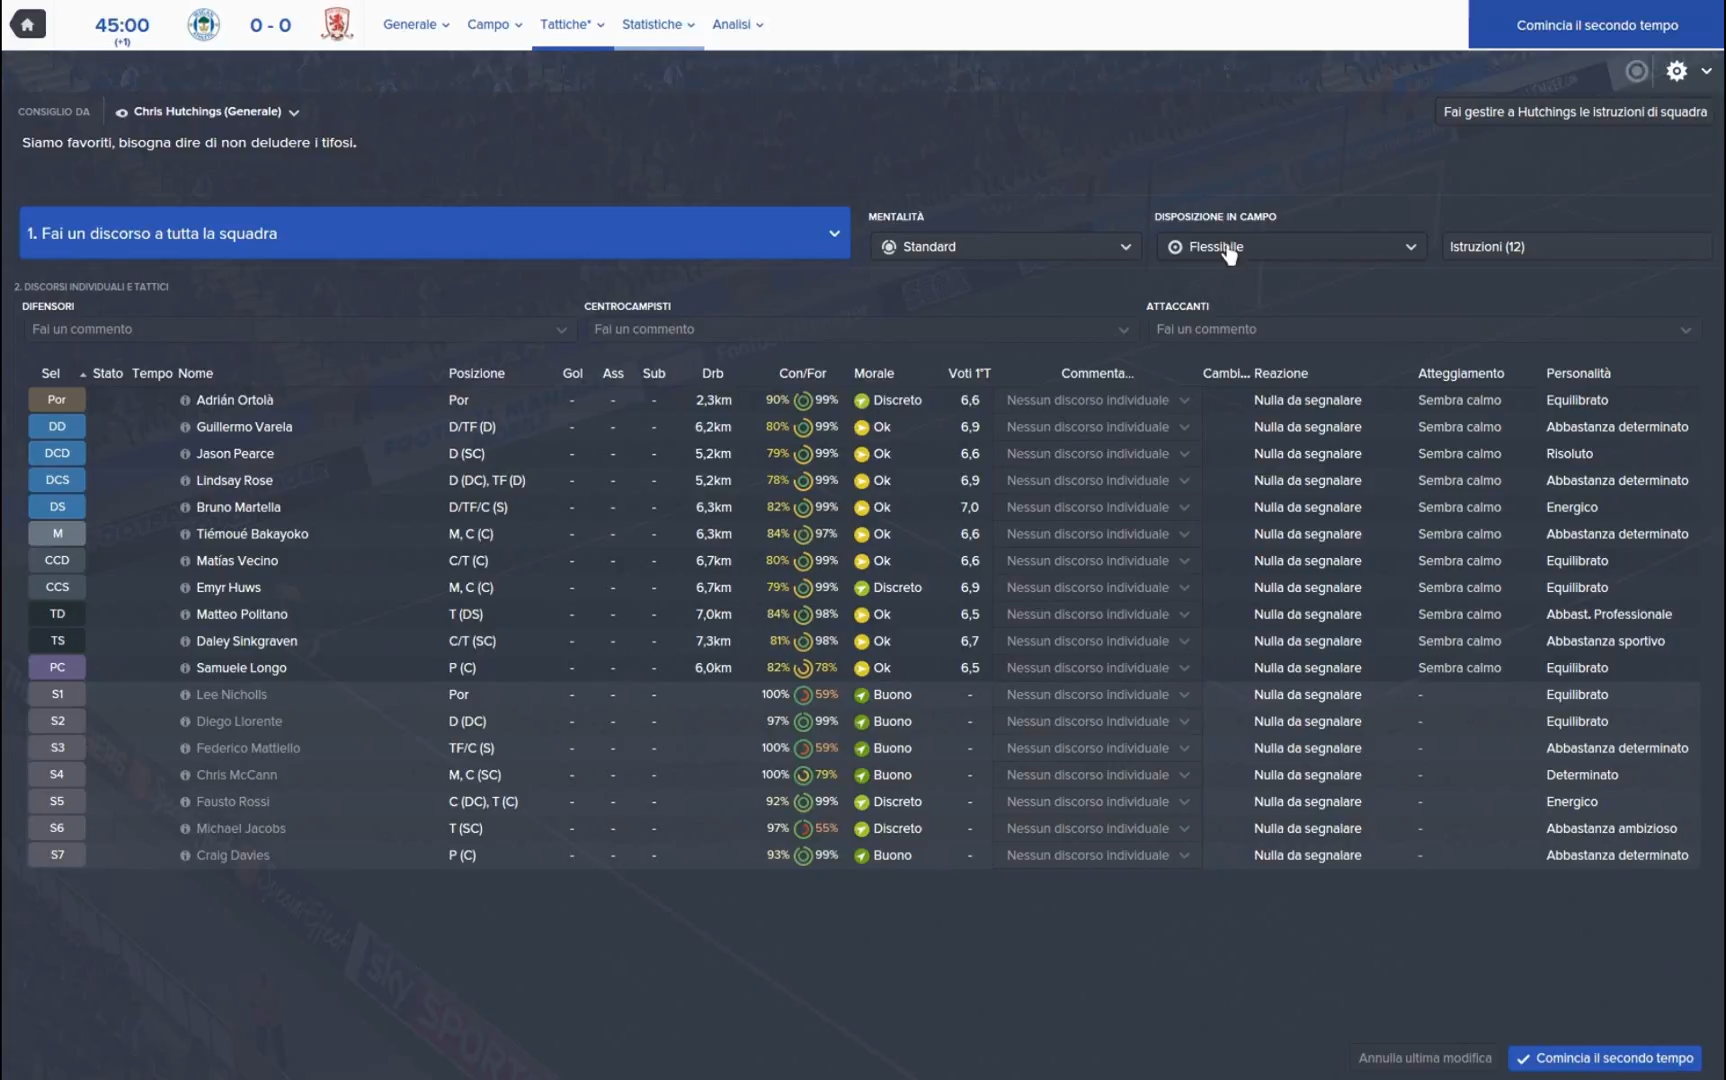 45:00
(+1)
0 - 0
Generale
Campo
Tattiche*
Statistiche
Analisi
Comincia il secondo tempo
CONSIGLIO DA
Chris Hutchings (Generale)
Fai gestire a Hutchings le istruzioni di squadra
Siamo favoriti, bisogna dire di non deludere i tifosi.
1. Fai un discorso a tutta la squadra
MENTALITÀ
Standard
DISPOSIZIONE IN CAMPO
Flessibile
Istruzioni (12)
2. DISCORSI INDIVIDUALI E TATTICI
DIFENSORI
CENTROCAMPISTI
ATTACCANTI
Fai un commento
Fai un commento
Fai un commento
Sel Stato Tempo Nome Posizione Gol Ass Sub Drb Con/For Morale Voti 1°T Commenta... Cambi... Reazione Atteggiamento Personalità
Por Adrián Ortolà Por - - - 2,3km 90% 99% Discreto 6,6 Nessun discorso individuale Nulla da segnalare Sembra calmo Equilibrato
DD Guillermo Varela D/TF (D) - - - 6,2km 80% 99% Ok 6,9 Nessun discorso individuale Nulla da segnalare Sembra calmo Abbastanza determinato
DCD Jason Pearce D (SC) - - - 5,2km 79% 99% Ok 6,6 Nessun discorso individuale Nulla da segnalare Sembra calmo Risoluto
DCS Lindsay Rose D (DC), TF (D) - - - 5,2km 78% 99% Ok 6,9 Nessun discorso individuale Nulla da segnalare Sembra calmo Abbastanza determinato
DS Bruno Martella D/TF/C (S) - - - 6,3km 82% 99% Ok 7,0 Nessun discorso individuale Nulla da segnalare Sembra calmo Energico
M Tiémoué Bakayoko M, C (C) - - - 6,3km 84% 97% Ok 6,6 Nessun discorso individuale Nulla da segnalare Sembra calmo Abbastanza determinato
CCD Matías Vecino C/T (C) - - - 6,7km 80% 99% Ok 6,6 Nessun discorso individuale Nulla da segnalare Sembra calmo Equilibrato
CCS Emyr Huws M, C (C) - - - 6,7km 79% 99% Discreto 6,9 Nessun discorso individuale Nulla da segnalare Sembra calmo Equilibrato
TD Matteo Politano T (DS) - - - 7,0km 84% 98% Ok 6,5 Nessun discorso individuale Nulla da segnalare Sembra calmo Abbast. Professionale
TS Daley Sinkgraven C/T (SC) - - - 7,3km 81% 98% Ok 6,7 Nessun discorso individuale Nulla da segnalare Sembra calmo Abbastanza sportivo
PC Samuele Longo P (C) - - - 6,0km 82% 78% Ok 6,5 Nessun discorso individuale Nulla da segnalare Sembra calmo Equilibrato
S1 Lee Nicholls Por - - - 100% 59% Buono - Nessun discorso individuale Nulla da segnalare - Equilibrato
S2 Diego Llorente D (DC) - - - 97% 99% Buono - Nessun discorso individuale Nulla da segnalare - Equilibrato
S3 Federico Mattiello TF/C (S) - - - 100% 59% Buono - Nessun discorso individuale Nulla da segnalare - Abbastanza determinato
S4 Chris McCann M, C (SC) - - - 100% 79% Buono - Nessun discorso individuale Nulla da segnalare - Determinato
S5 Fausto Rossi C (DC), T (C) - - - 92% 99% Discreto - Nessun discorso individuale Nulla da segnalare - Energico
S6 Michael Jacobs T (SC) - - - 97% 55% Discreto - Nessun discorso individuale Nulla da segnalare - Abbastanza ambizioso
S7 Craig Davies P (C) - - - 93% 99% Buono - Nessun discorso individuale Nulla da segnalare - Abbastanza determinato
SKY SPORTS
Annulla ultima modifica
Comincia il secondo tempo